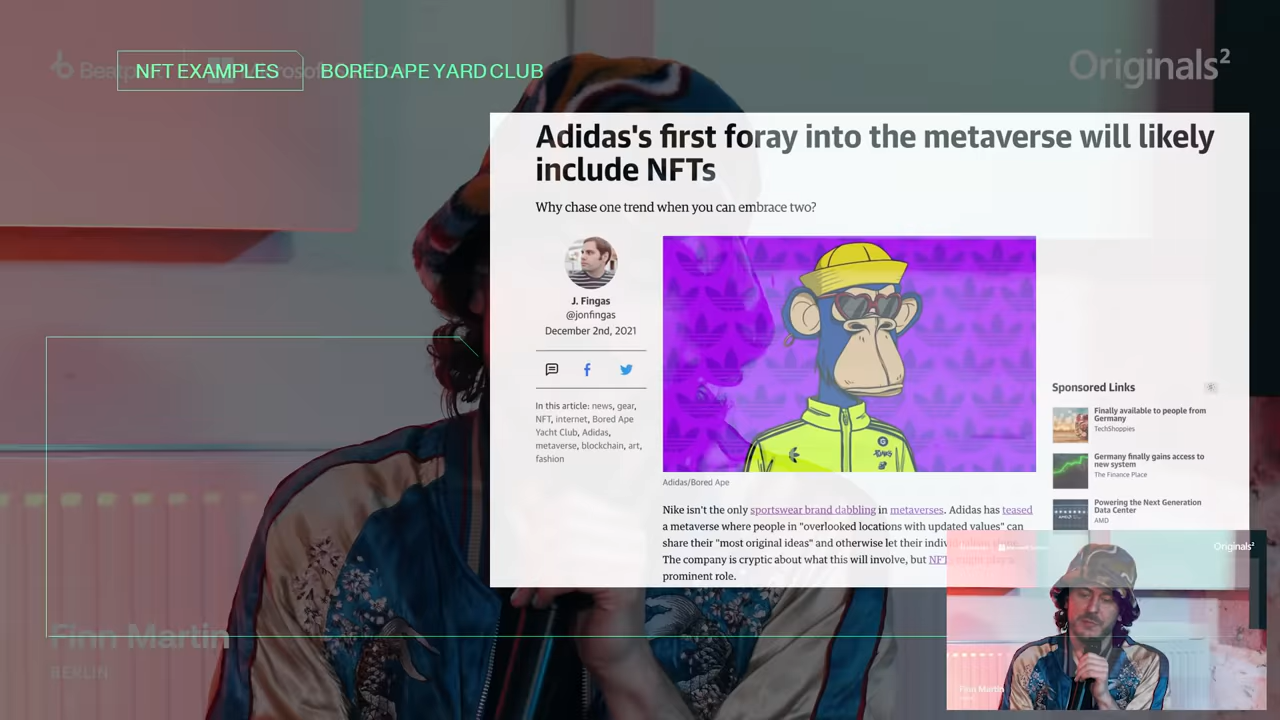 NFT EXAMPLES
BORED APE YARD CLUB
Originals²
Adidas's first foray into the metaverse will likely
include NFTs
Why chase one trend when you can embrace two?
J. Fingas
@jonfingas
December 2nd, 2021
In this article: news, gear,
NFT, internet, Bored Ape
Yacht Club, Adidas,
metaverse, blockchain, art,
fashion
Adidas/Bored Ape
Nike isn't the only sportswear brand dabbling in metaverses. Adidas has teased
a metaverse where people in "overlooked locations with updated values" can
share their "most original ideas" and otherwise let their
The company is cryptic about what this will involve, but
prominent role.
Sponsored Links
Finally available to people from
Germany
TechShoppies
Germany finally gains access to
new system
The Finance Place
Powering the Next Generation
Data Center
AMD
Originals²
Finn Martin
Finn Martin
BERLIN